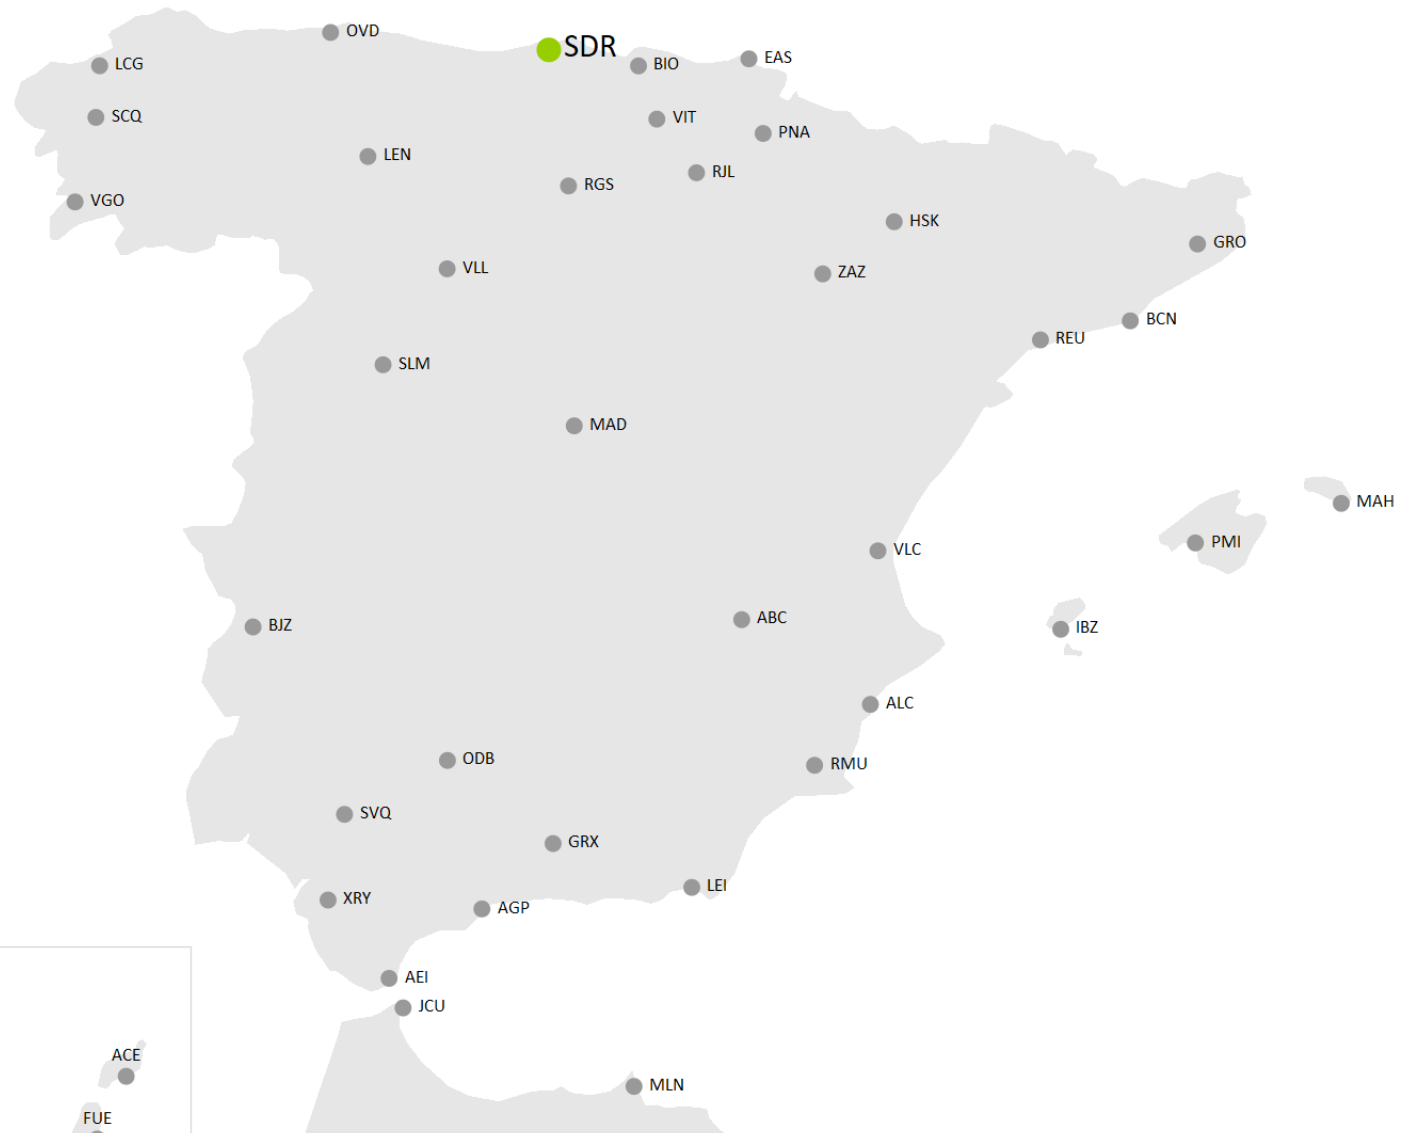 OVD
SDR
LCG
BIO
EAS
SCQ
VIT
PNA
LEN
RJL
RGS
VGO
HSK
GRO
VLL
ZAZ
BCN
REU
SLM
MAD
MAH
PMI
VLC
ABC
BJZ
IBZ
ALC
ODB
RMU
SVQ
GRX
LEI
XRY
AGP
AEI
JCU
ACE
MLN
FUE